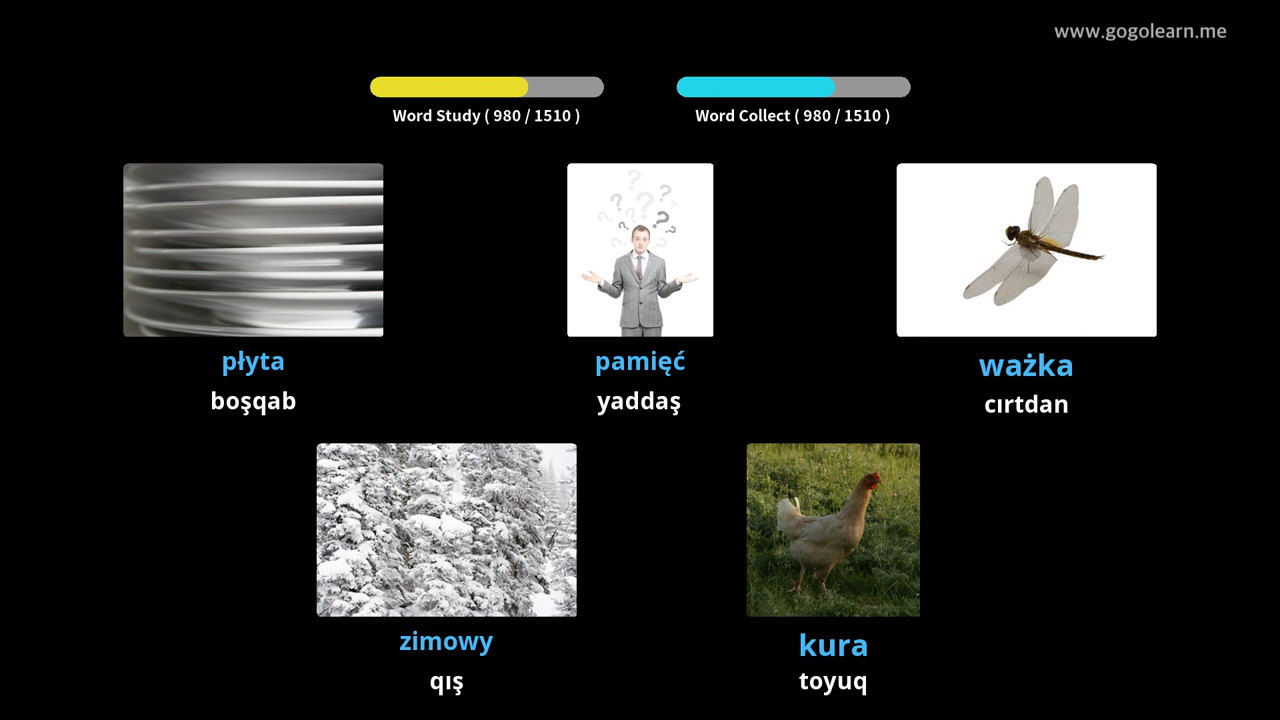 www.gogolearn.me
Word Study ( 980 / 1510 )
Word Collect ( 980 / 1510 )
płyta
boşqab
pamięć
yaddaş
ważka
cırtdan
zimowy
qış
kura
toyuq